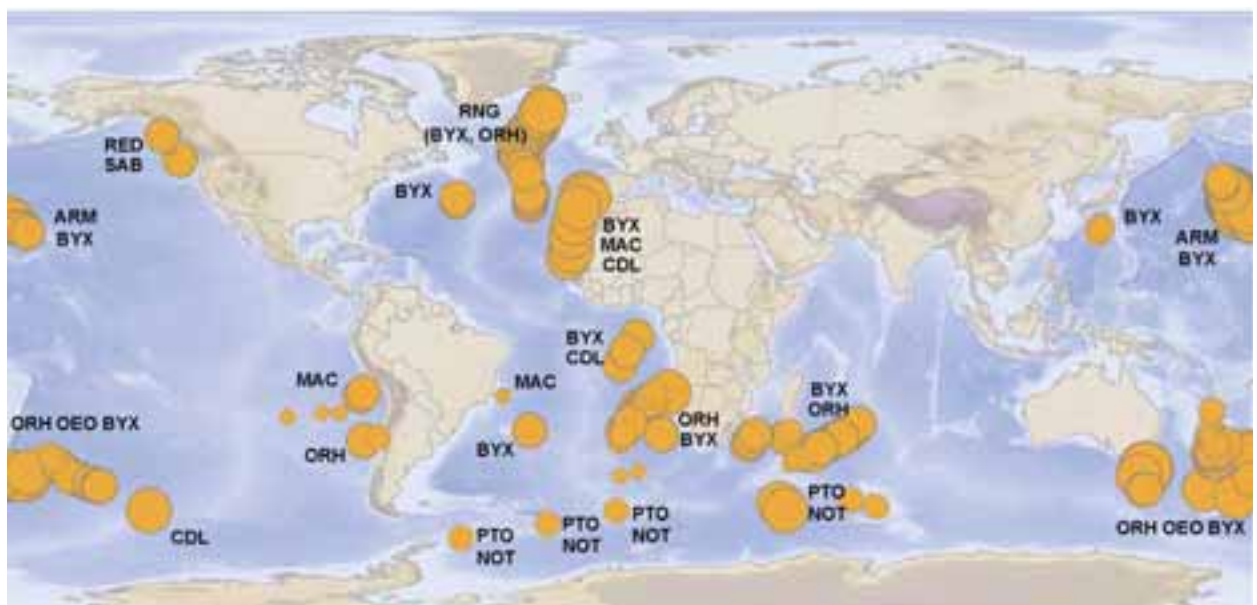 RNG
(BYX, ORH)
RED
SAB
BYX
ARM
BYX
BYX
MAC
CDL
BYX
ARM
BYX
BYX
CDL
MAC
MAC
BYX
ORH
ORH OEO BYX
ORH
BYX
ORH
BYX
PTO
NOT
CDL
PTO
NOT
PTO
NOT
PTO
NOT
ORH OEO BYX